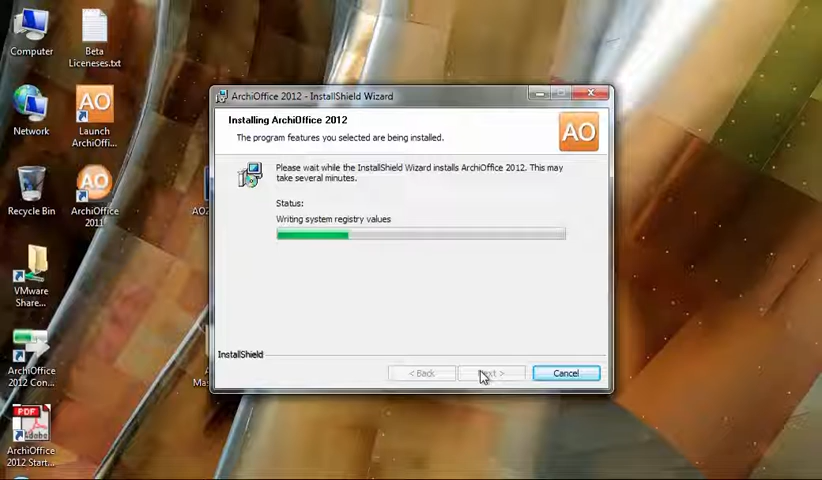 Computer
Beta
Liceneses.txt
Network
AO
Launch
ArchiOffi...
Recycle Bin
AO
ArchiOffice
2011
VMware
Share...
ArchiOffice
2012 Con...
PDF
Adobe
ArchiOffice
2012 Start...
ArchiOffice 2012 - InstallShield Wizard
Installing ArchiOffice 2012
The program features you selected are being installed.
AO
Please wait while the InstallShield Wizard installs ArchiOffice 2012. This may
take several minutes.
Status:
Writing system registry values
InstallShield
< Back
Next >
Cancel